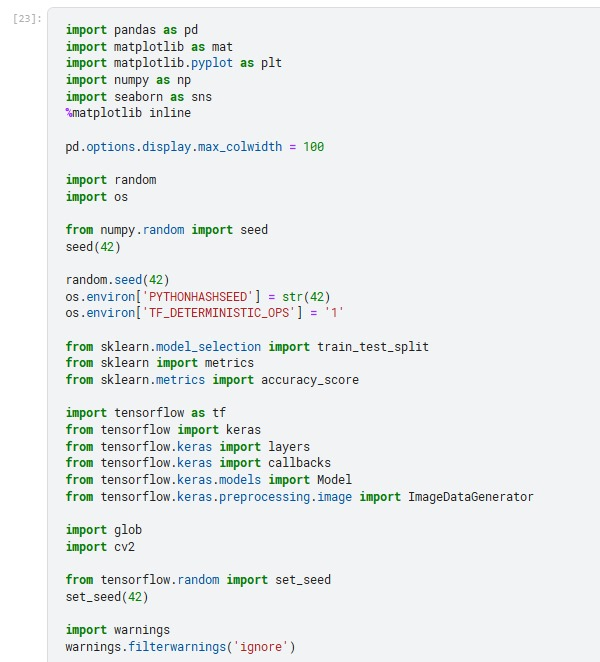 [23]:
import pandas as pd
import matplotlib as mat
import matplotlib.pyplot as plt
import numpy as np
import seaborn as sns
%matplotlib inline
pd.options.display.max_colwidth = 100
import random
import os
from numpy.random import seed
seed(42)
random.seed(42)
os.environ['PYTHONHASHSEED'] = str(42)
os.environ['TF_DETERMINISTIC_OPS'] = '1'
from sklearn.model_selection import train_test_split
from sklearn import metrics
from sklearn.metrics import accuracy_score
import tensorflow as tf
from tensorflow import keras
from tensorflow.keras import layers
from tensorflow.keras import callbacks
from tensorflow.keras.models import Model
from tensorflow.keras.preprocessing.image import ImageDataGenerator
import glob
import cv2
from tensorflow.random import set_seed
set_seed(42)
import warnings
warnings.filterwarnings('ignore')